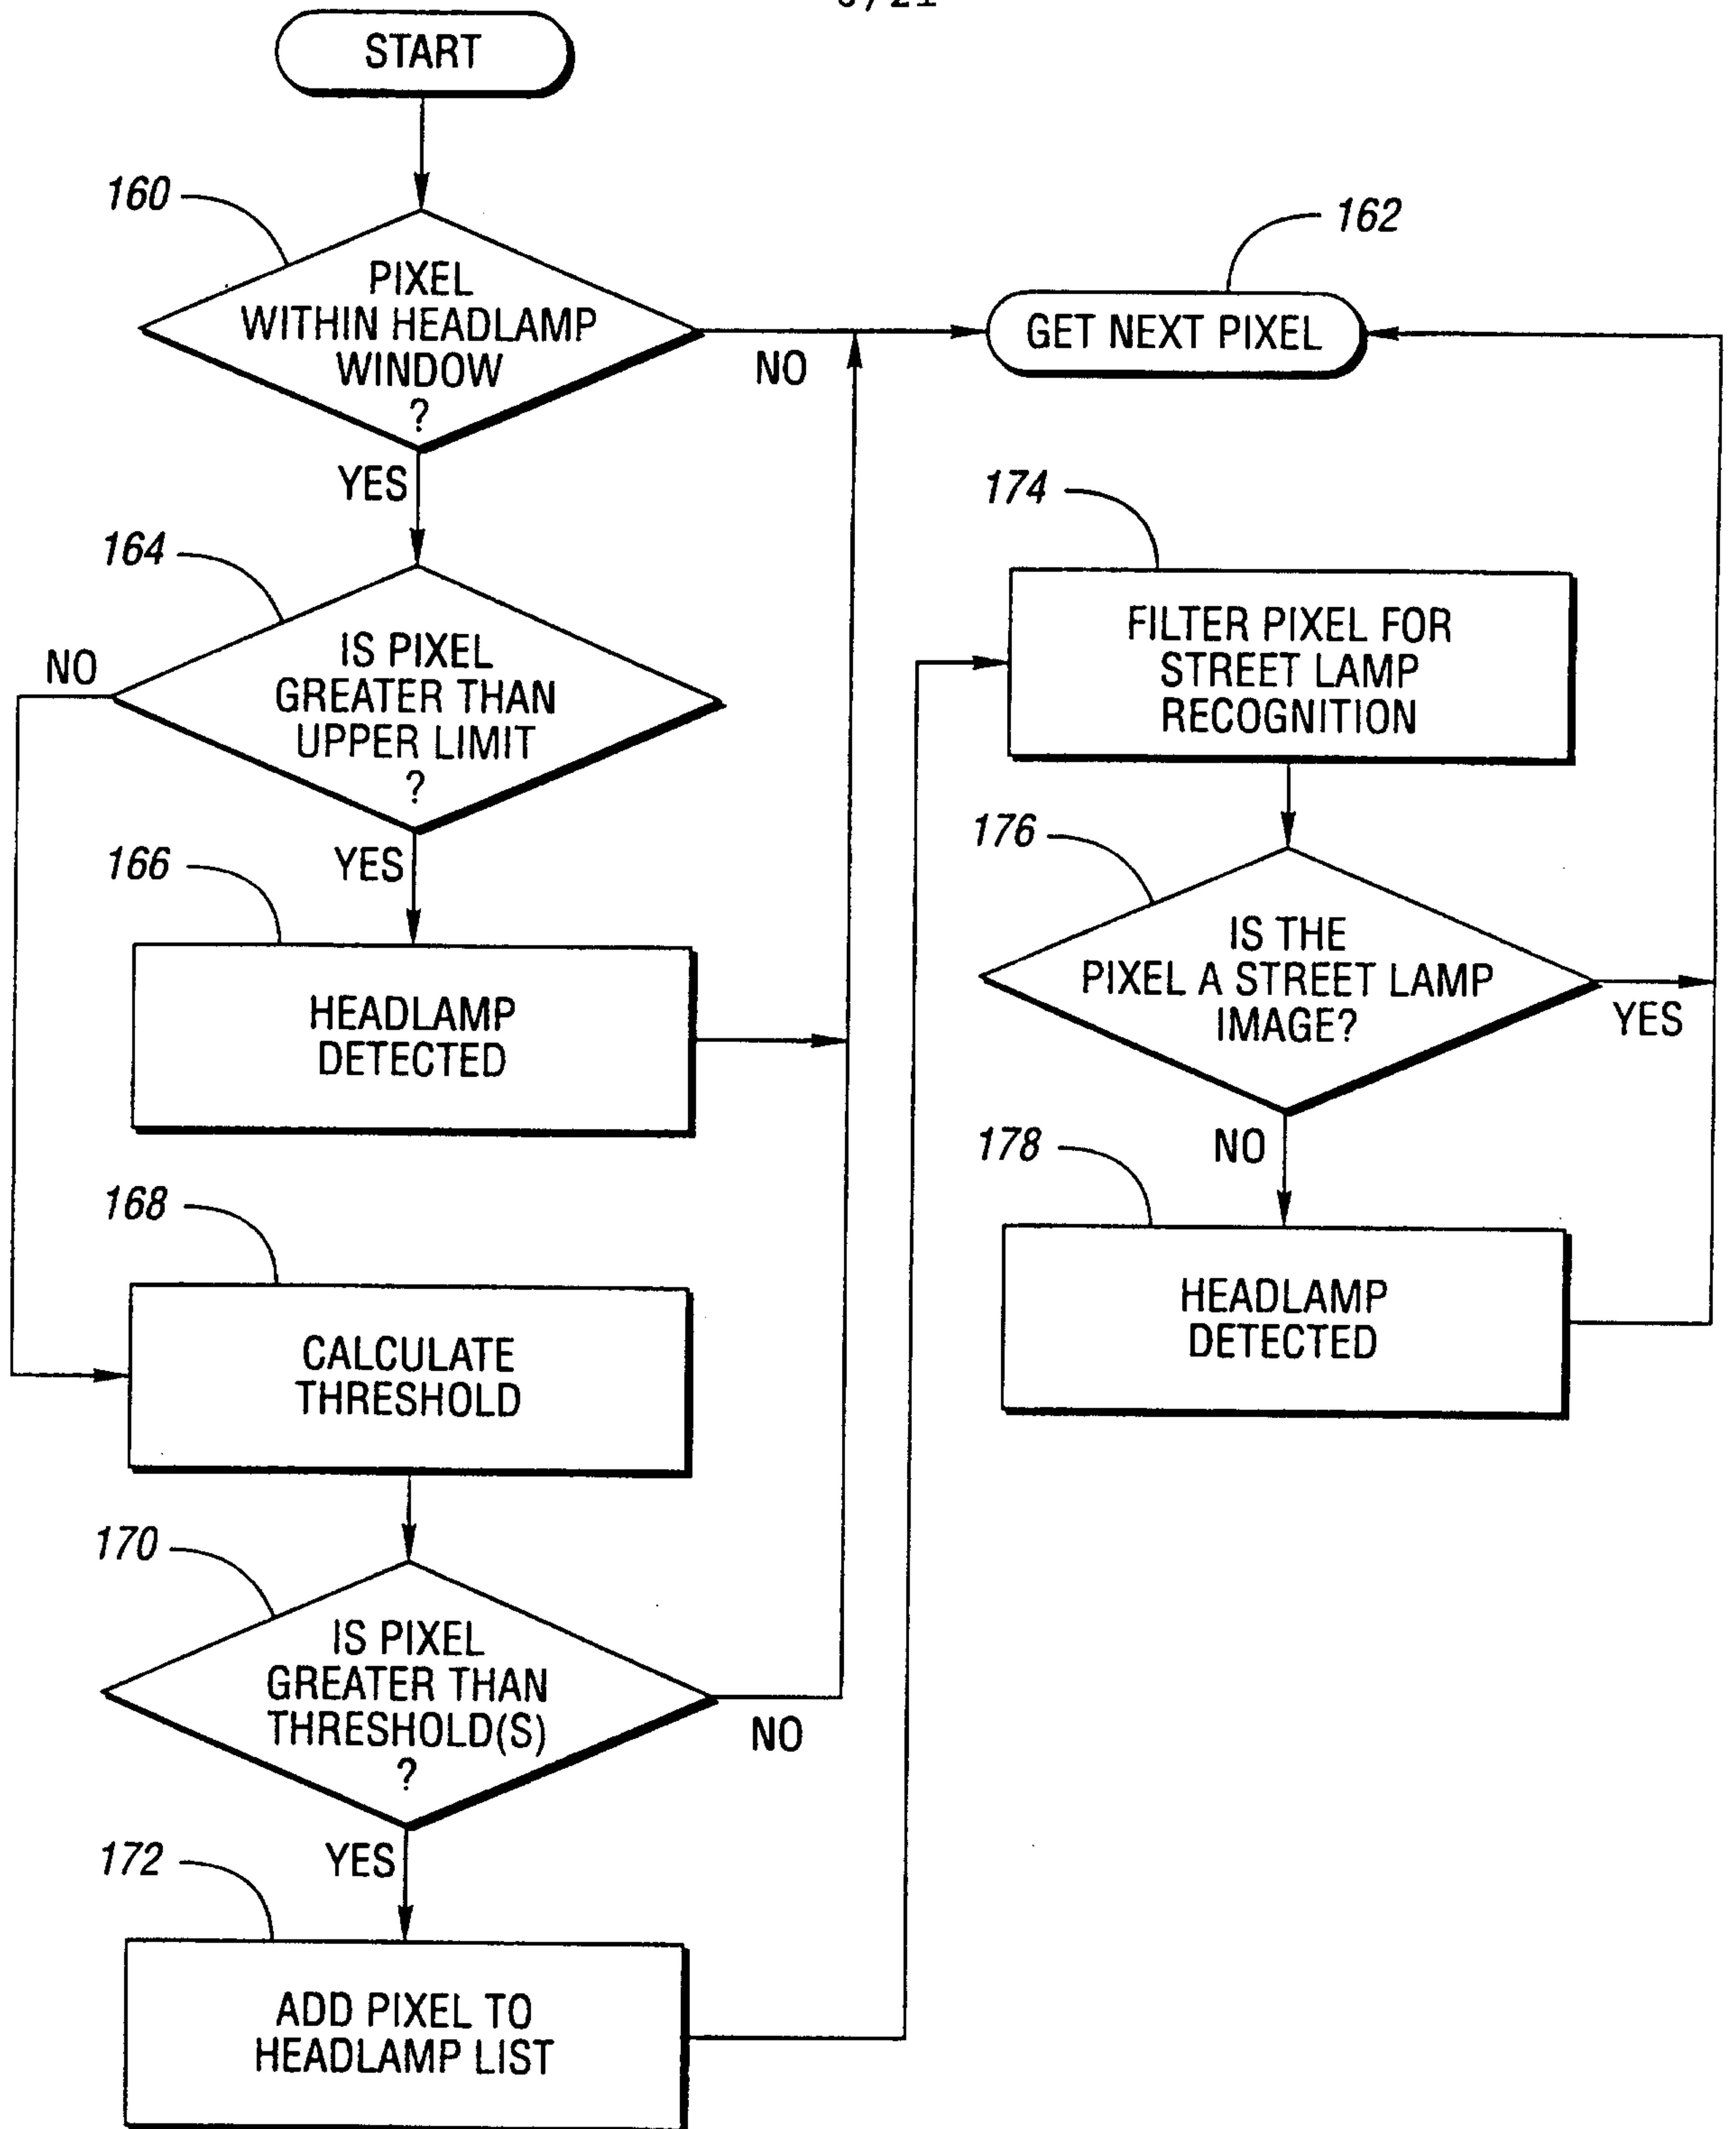 START
160
PIXEL
WITHIN HEADLAMP
WINDOW
?
NO
YES
162
GET NEXT PIXEL
164
IS PIXEL
GREATER THAN
UPPER LIMIT
?
NO
YES
166
HEADLAMP
DETECTED
168
CALCULATE
THRESHOLD
170
IS PIXEL
GREATER THAN
THRESHOLD(S)
?
NO
YES
172
ADD PIXEL TO
HEADLAMP LIST
174
FILTER PIXEL FOR
STREET LAMP
RECOGNITION
176
IS THE
PIXEL A STREET LAMP
IMAGE?
YES
NO
178
HEADLAMP
DETECTED